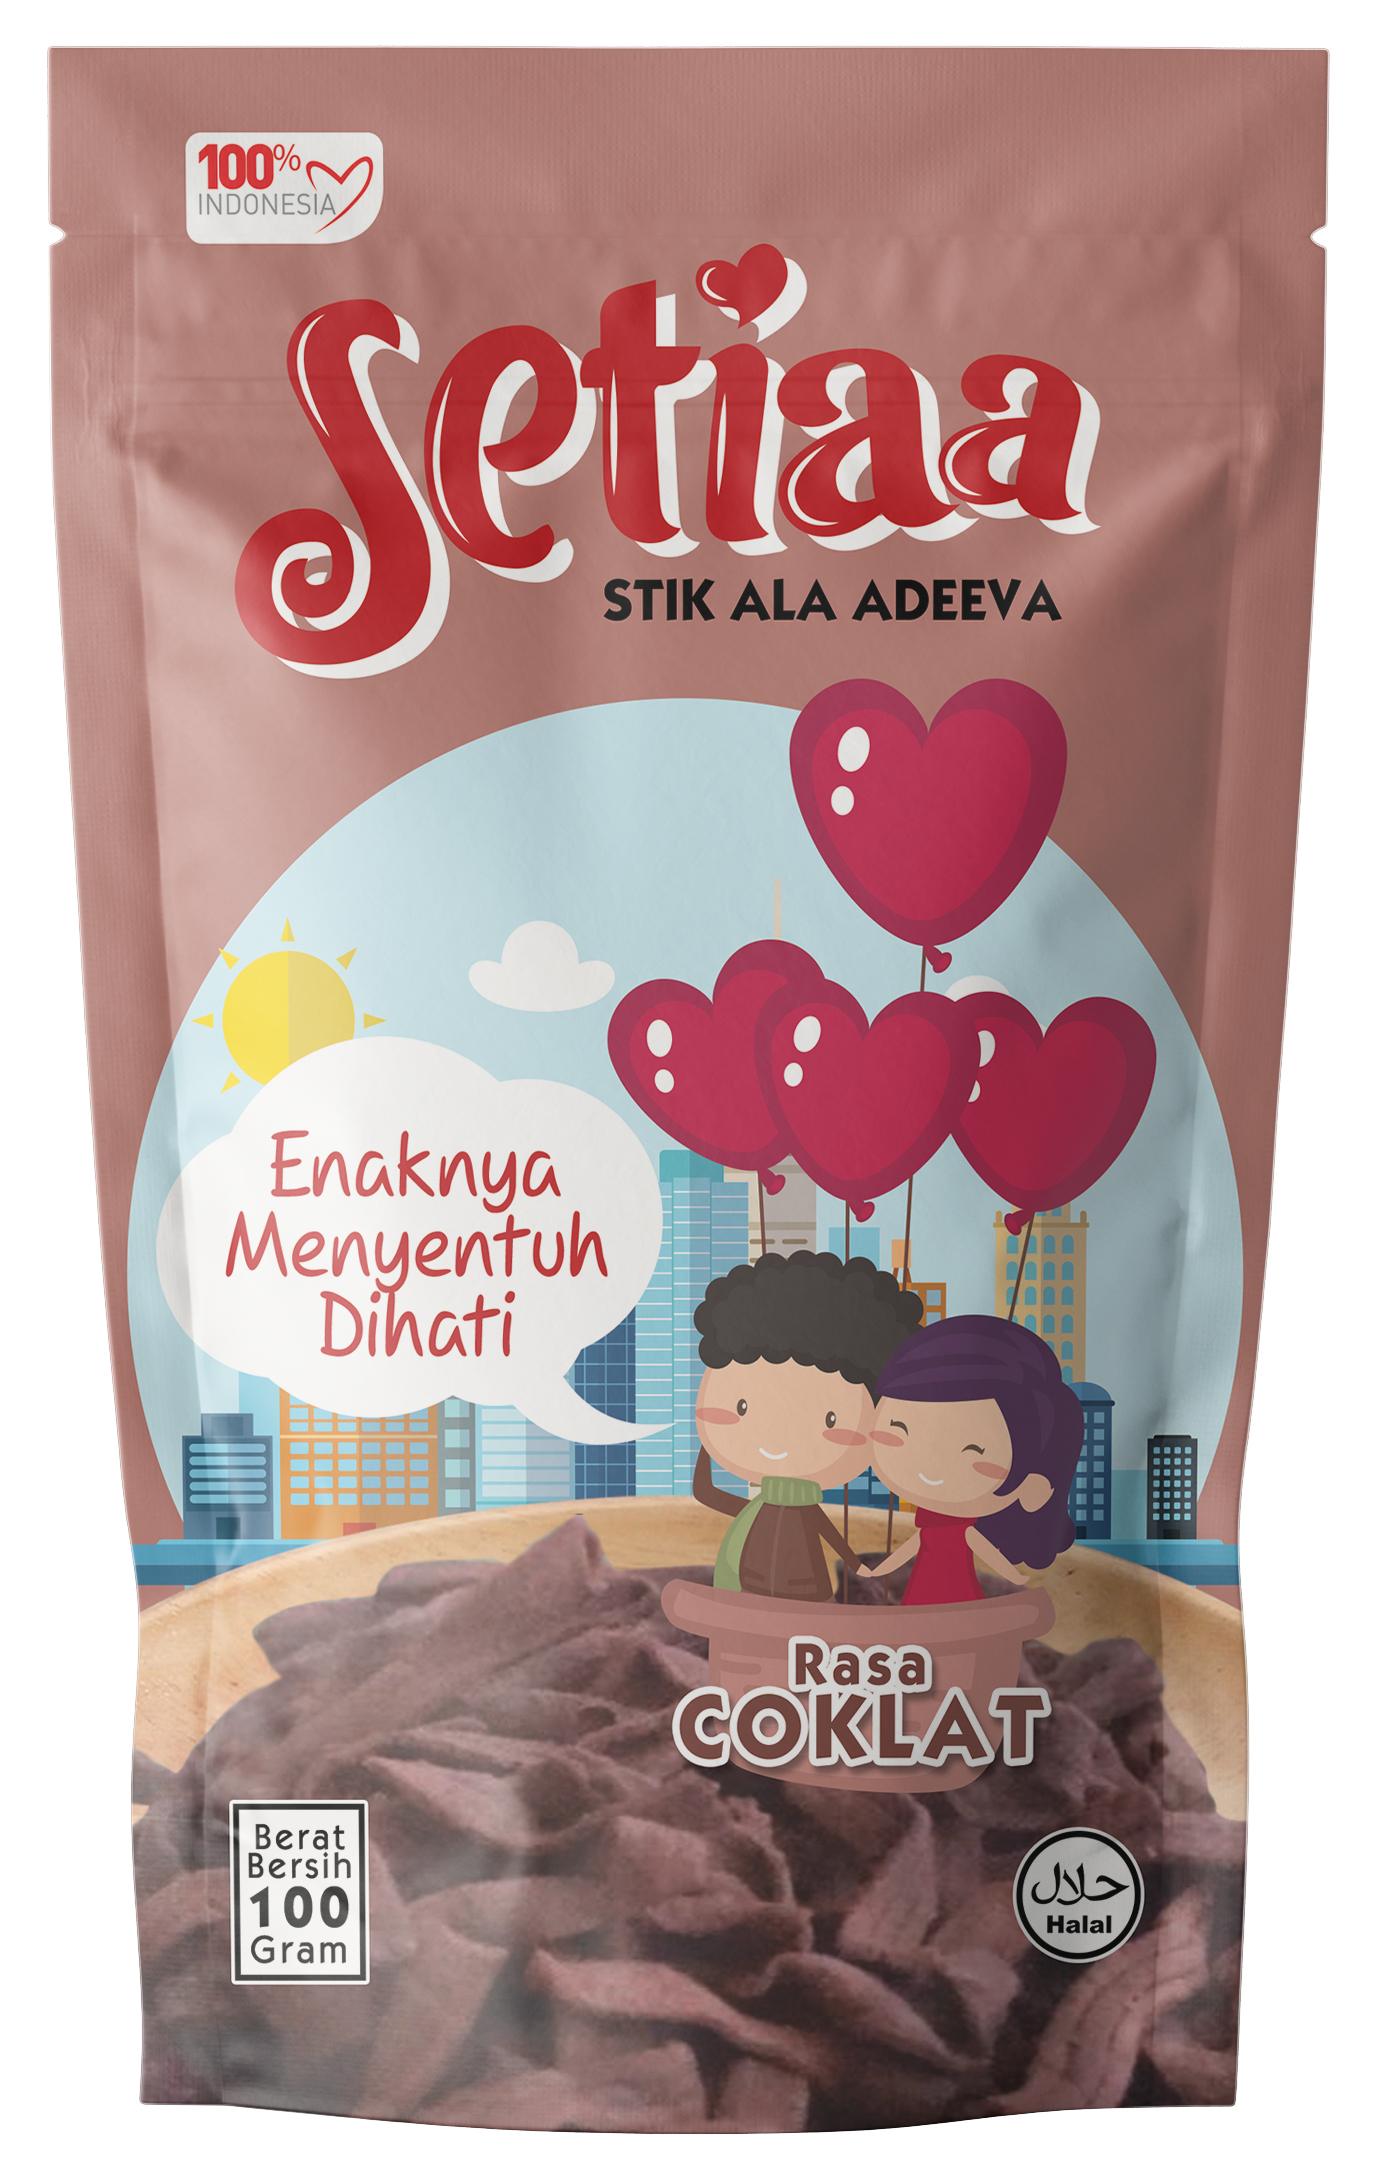 100%
INDONESIA
Setiaa
STIK ALA ADEEVA
Enaknya
Menyentuh
Dihati
Rasa
COKLAT
Berat
Bersih
100
Gram
حلال
Halal